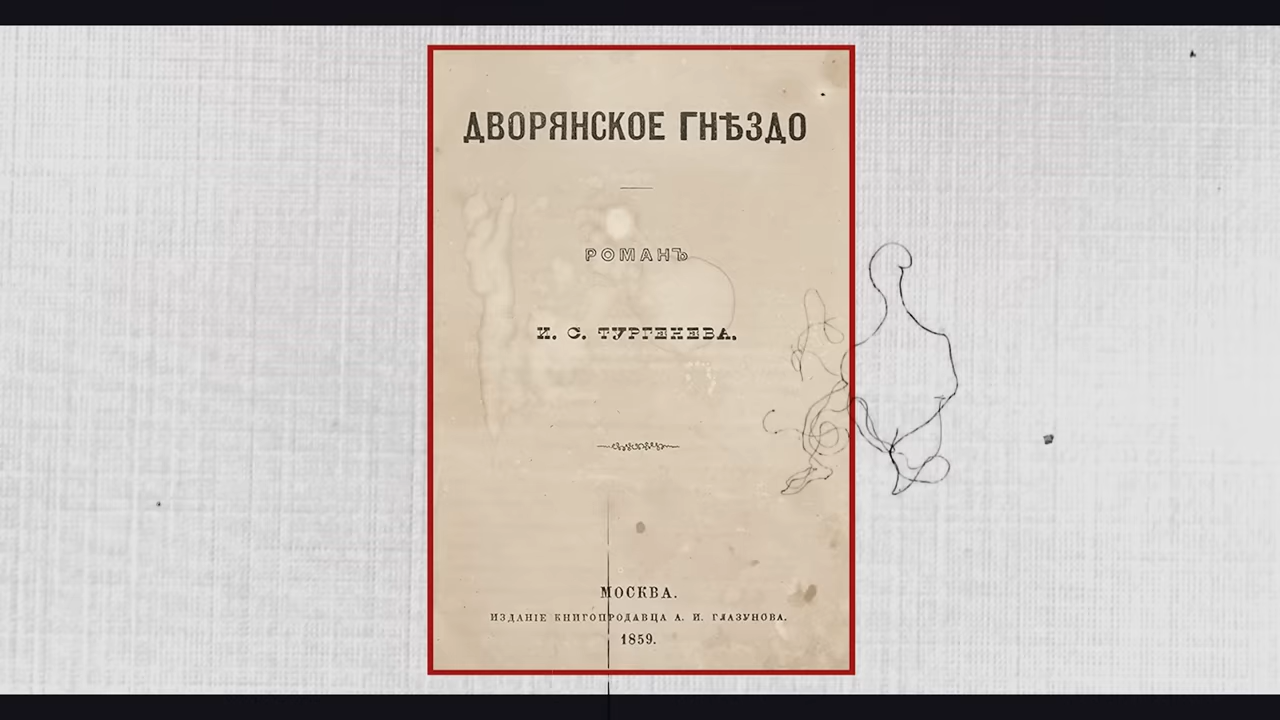 ДВОРЯНСКОЕ ГНѢЗДО
РОМАНЪ
И. С. ТУРГЕНЕВА.
МОСКВА.
ИЗДАНІЕ КНИГОПРОДАВЦА А. И. ГЛАЗУНОВА.
1859.